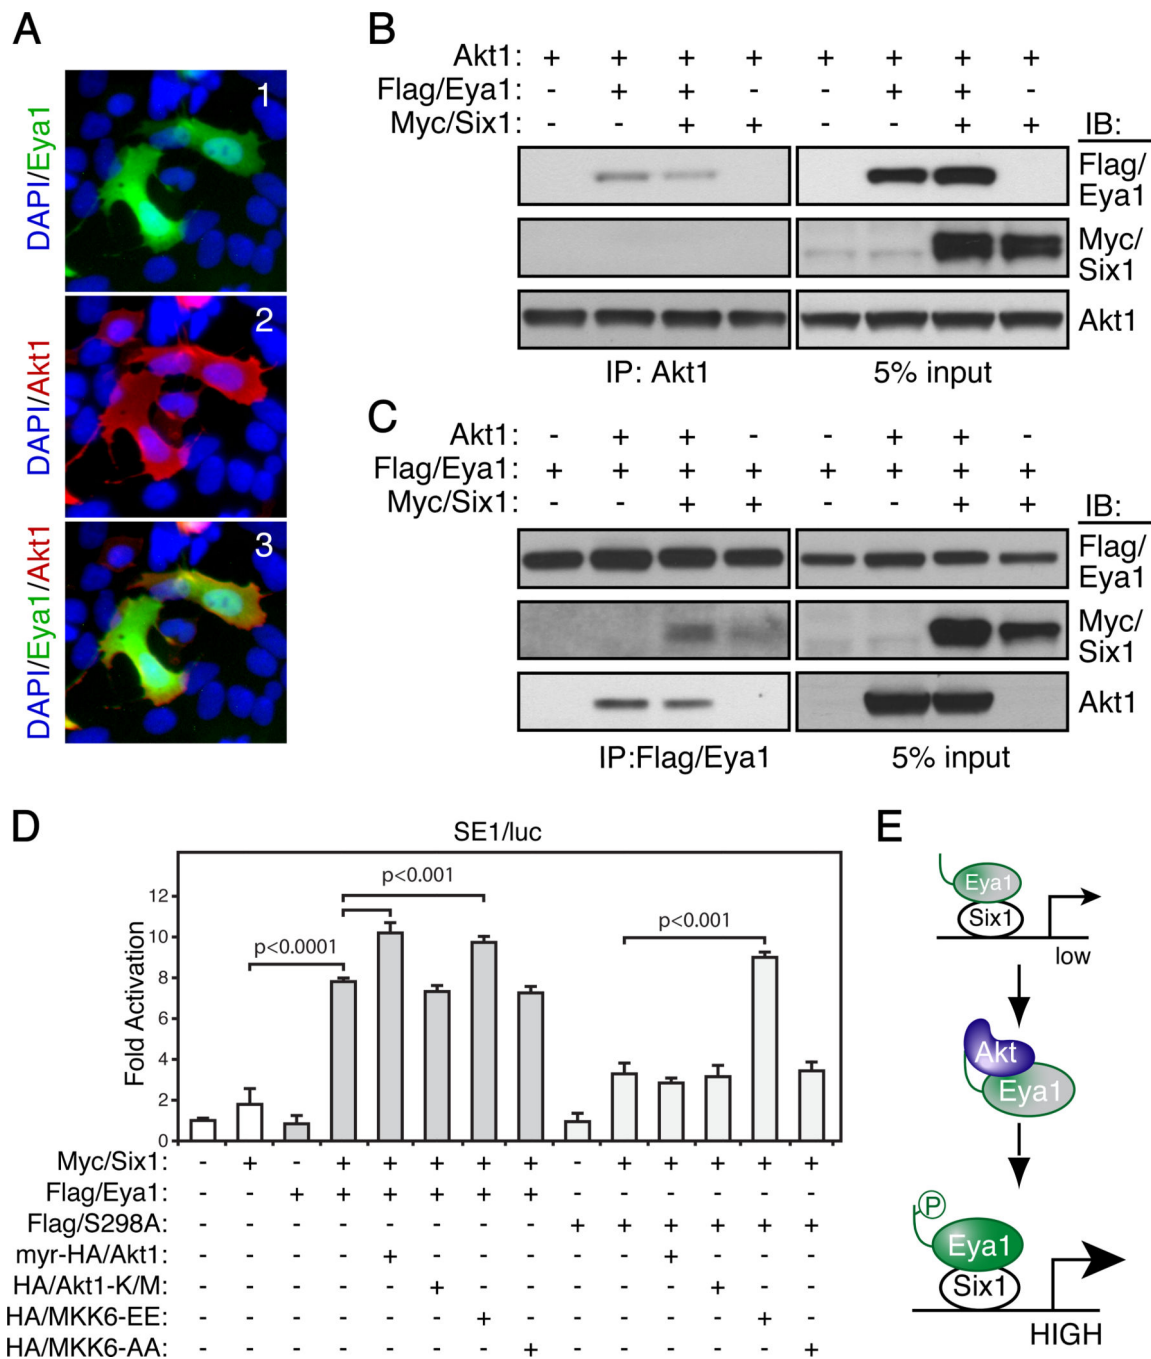 A
DAPI/Eya1
1
DAPI/Akt1
2
DAPI/Eya1/Akt1
3
B
Akt1: + + + + + + + +
Flag/Eya1: - + + - - + + -
Myc/Six1: - - + + - - + +
IB:
Flag/
Eya1
Myc/
Six1
Akt1
IP: Akt1
5% input
C
Akt1: - + + - - + + -
Flag/Eya1: + + + + + + + +
Myc/Six1: - - + + - - + +
IB:
Flag/
Eya1
Myc/
Six1
Akt1
IP:Flag/Eya1
5% input
D
SE1/luc
Fold Activation
12
10
8
6
4
2
0
p<0.001
p<0.0001
p<0.001
Myc/Six1: - + - + + + + + - + + + + +
Flag/Eya1: - - + + + + + + - - - - - -
Flag/S298A: - - - - - - - - + + + + + +
myr-HA/Akt1: - - - - + - - - - - + - - -
HA/Akt1-K/M: - - - - - + - - - - - + - -
HA/MKK6-EE: - - - - - - + - - - - - + -
HA/MKK6-AA: - - - - - - - + - - - - - +
E
Eya1
Six1
low
Akt
Eya1
P
Eya1
Six1
HIGH